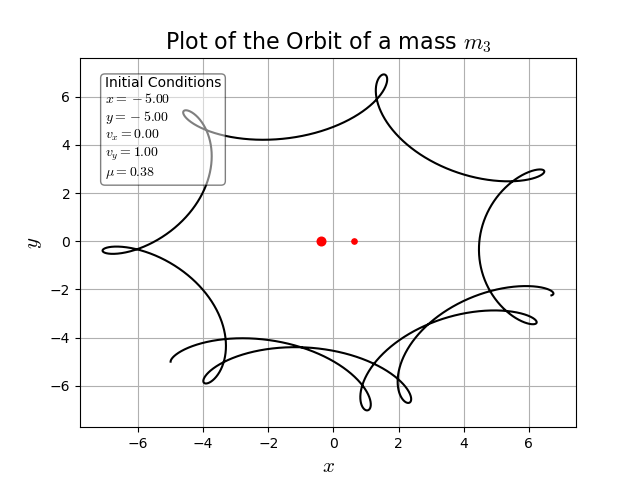 Plot of the Orbit of a mass m₃
Initial Conditions
x = −5.00
y = −5.00
vₓ = 0.00
v_y = 1.00
μ = 0.38
6
4
2
0
−2
−4
−6
y
−6 −4 −2 0 2 4 6
x